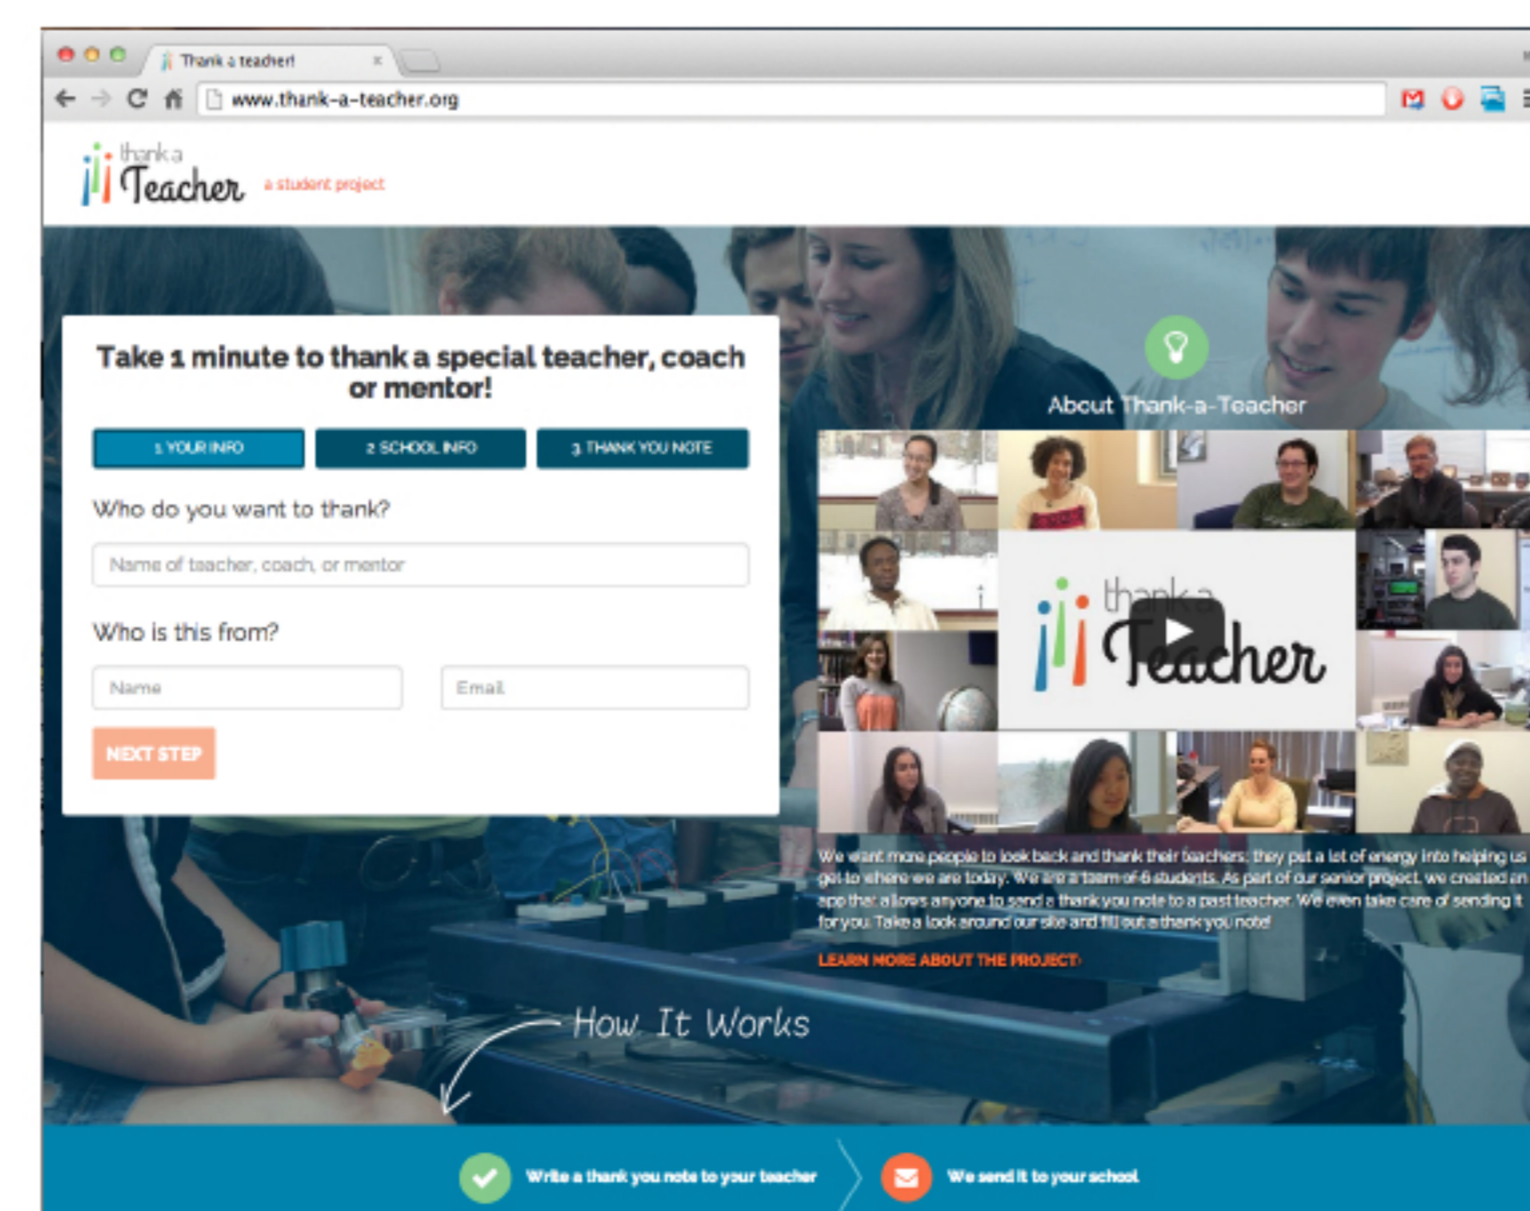 Thank a teacher!
www.thank-a-teacher.org
thank a
Teacher
a student project
Take 1 minute to thank a special teacher, coach
or mentor!
1. YOUR INFO
2. SCHOOL INFO
3. THANK YOU NOTE
Who do you want to thank?
Name of teacher, coach, or mentor
Who is this from?
Name
Email
NEXT STEP
About Thank-a-Teacher
thank a
Teacher
We want more people to look back and thank their teachers; they put a lot of energy into helping us
get to where we are today. We are a team of 6 students. As part of our senior project, we created an
app that allows anyone to send a thank you note to a past teacher. We even take care of sending it
for you. Take a look around our site and fill out a thank you note!
LEARN MORE ABOUT THE PROJECT›
How It Works
Write a thank you note to your teacher
We send it to your school